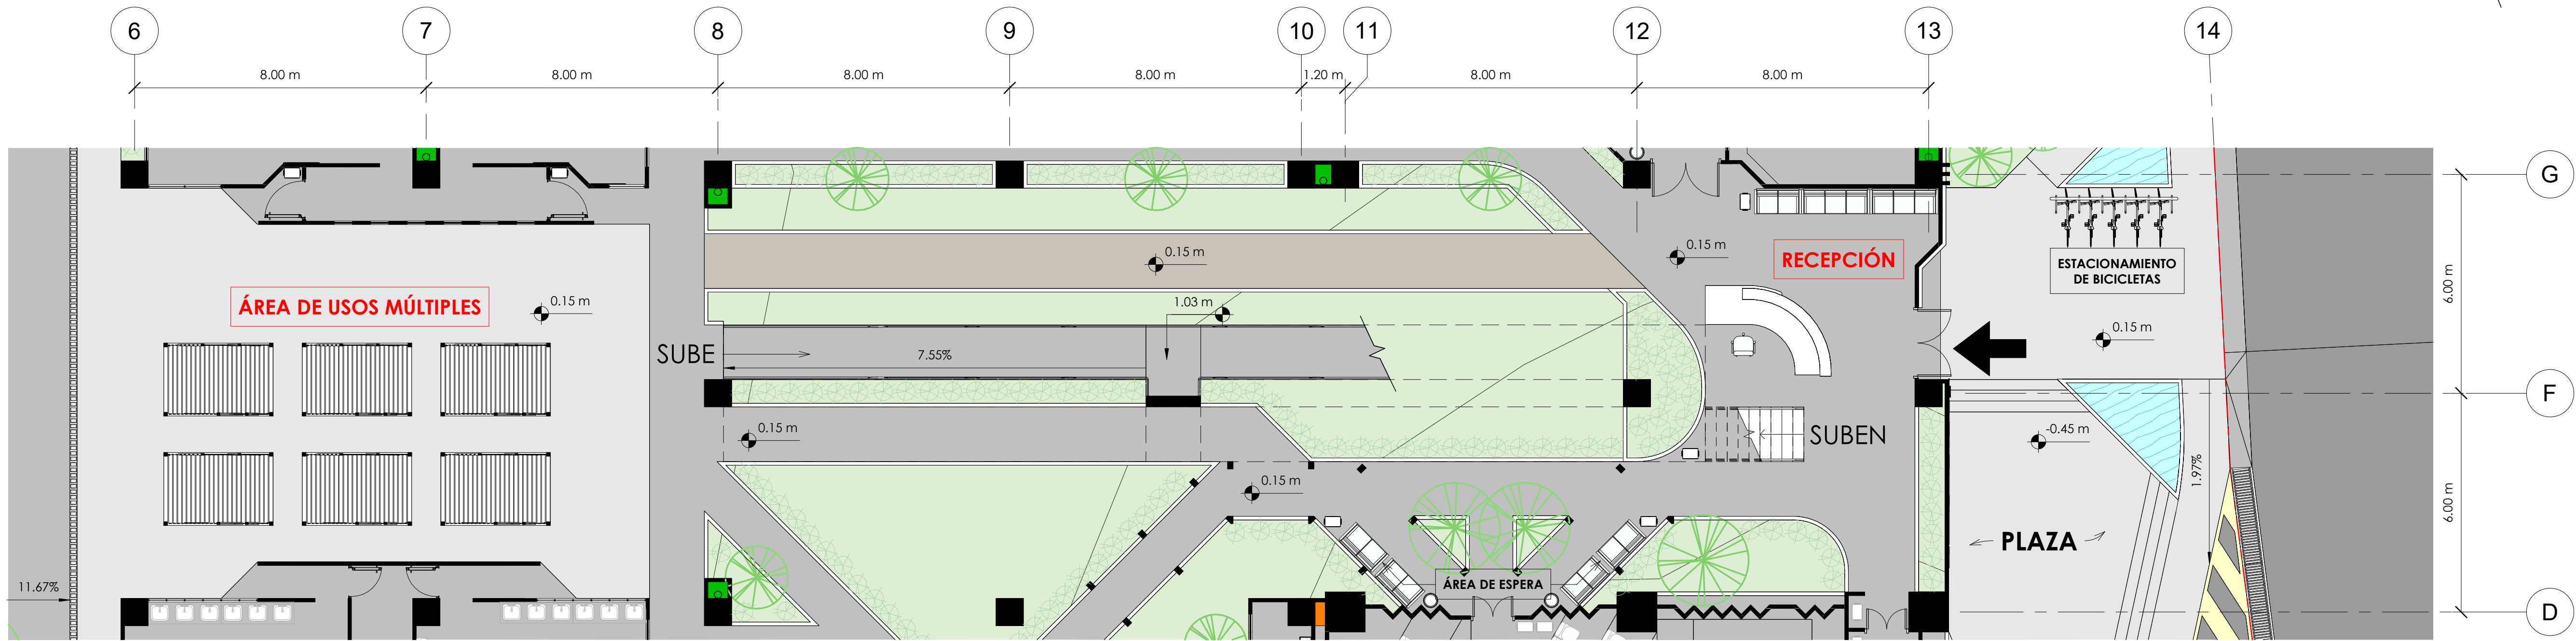 6 7 8 9 10 11 12 13 14
8.00 m 8.00 m 8.00 m 8.00 m 1.20 m 8.00 m 8.00 m
G
0.15 m
0.15 m
RECEPCIÓN
ESTACIONAMIENTO
DE BICICLETAS
6.00 m
ÁREA DE USOS MÚLTIPLES
0.15 m
1.03 m
0.15 m
SUBE
7.55%
F
0.15 m
SUBEN
-0.45 m
1.97%
0.15 m
6.00 m
PLAZA
11.67%
ÁREA DE ESPERA
D